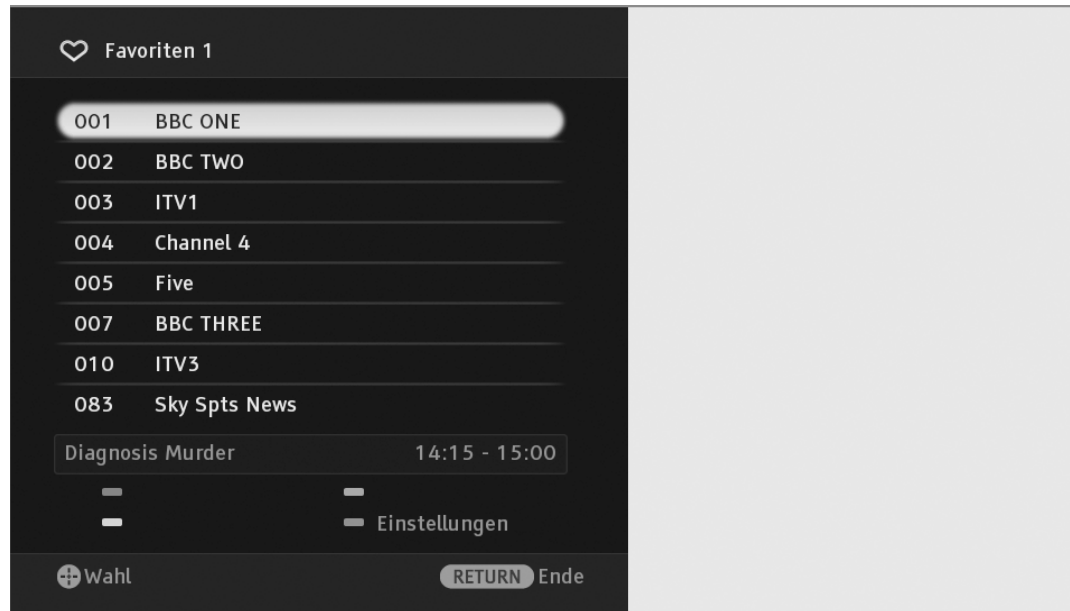 Favoriten 1
001 BBC ONE
002 BBC TWO
003 ITV1
004 Channel 4
005 Five
007 BBC THREE
010 ITV3
083 Sky Spts News
Diagnosis Murder 14:15 - 15:00
Einstellungen
Wahl RETURN Ende